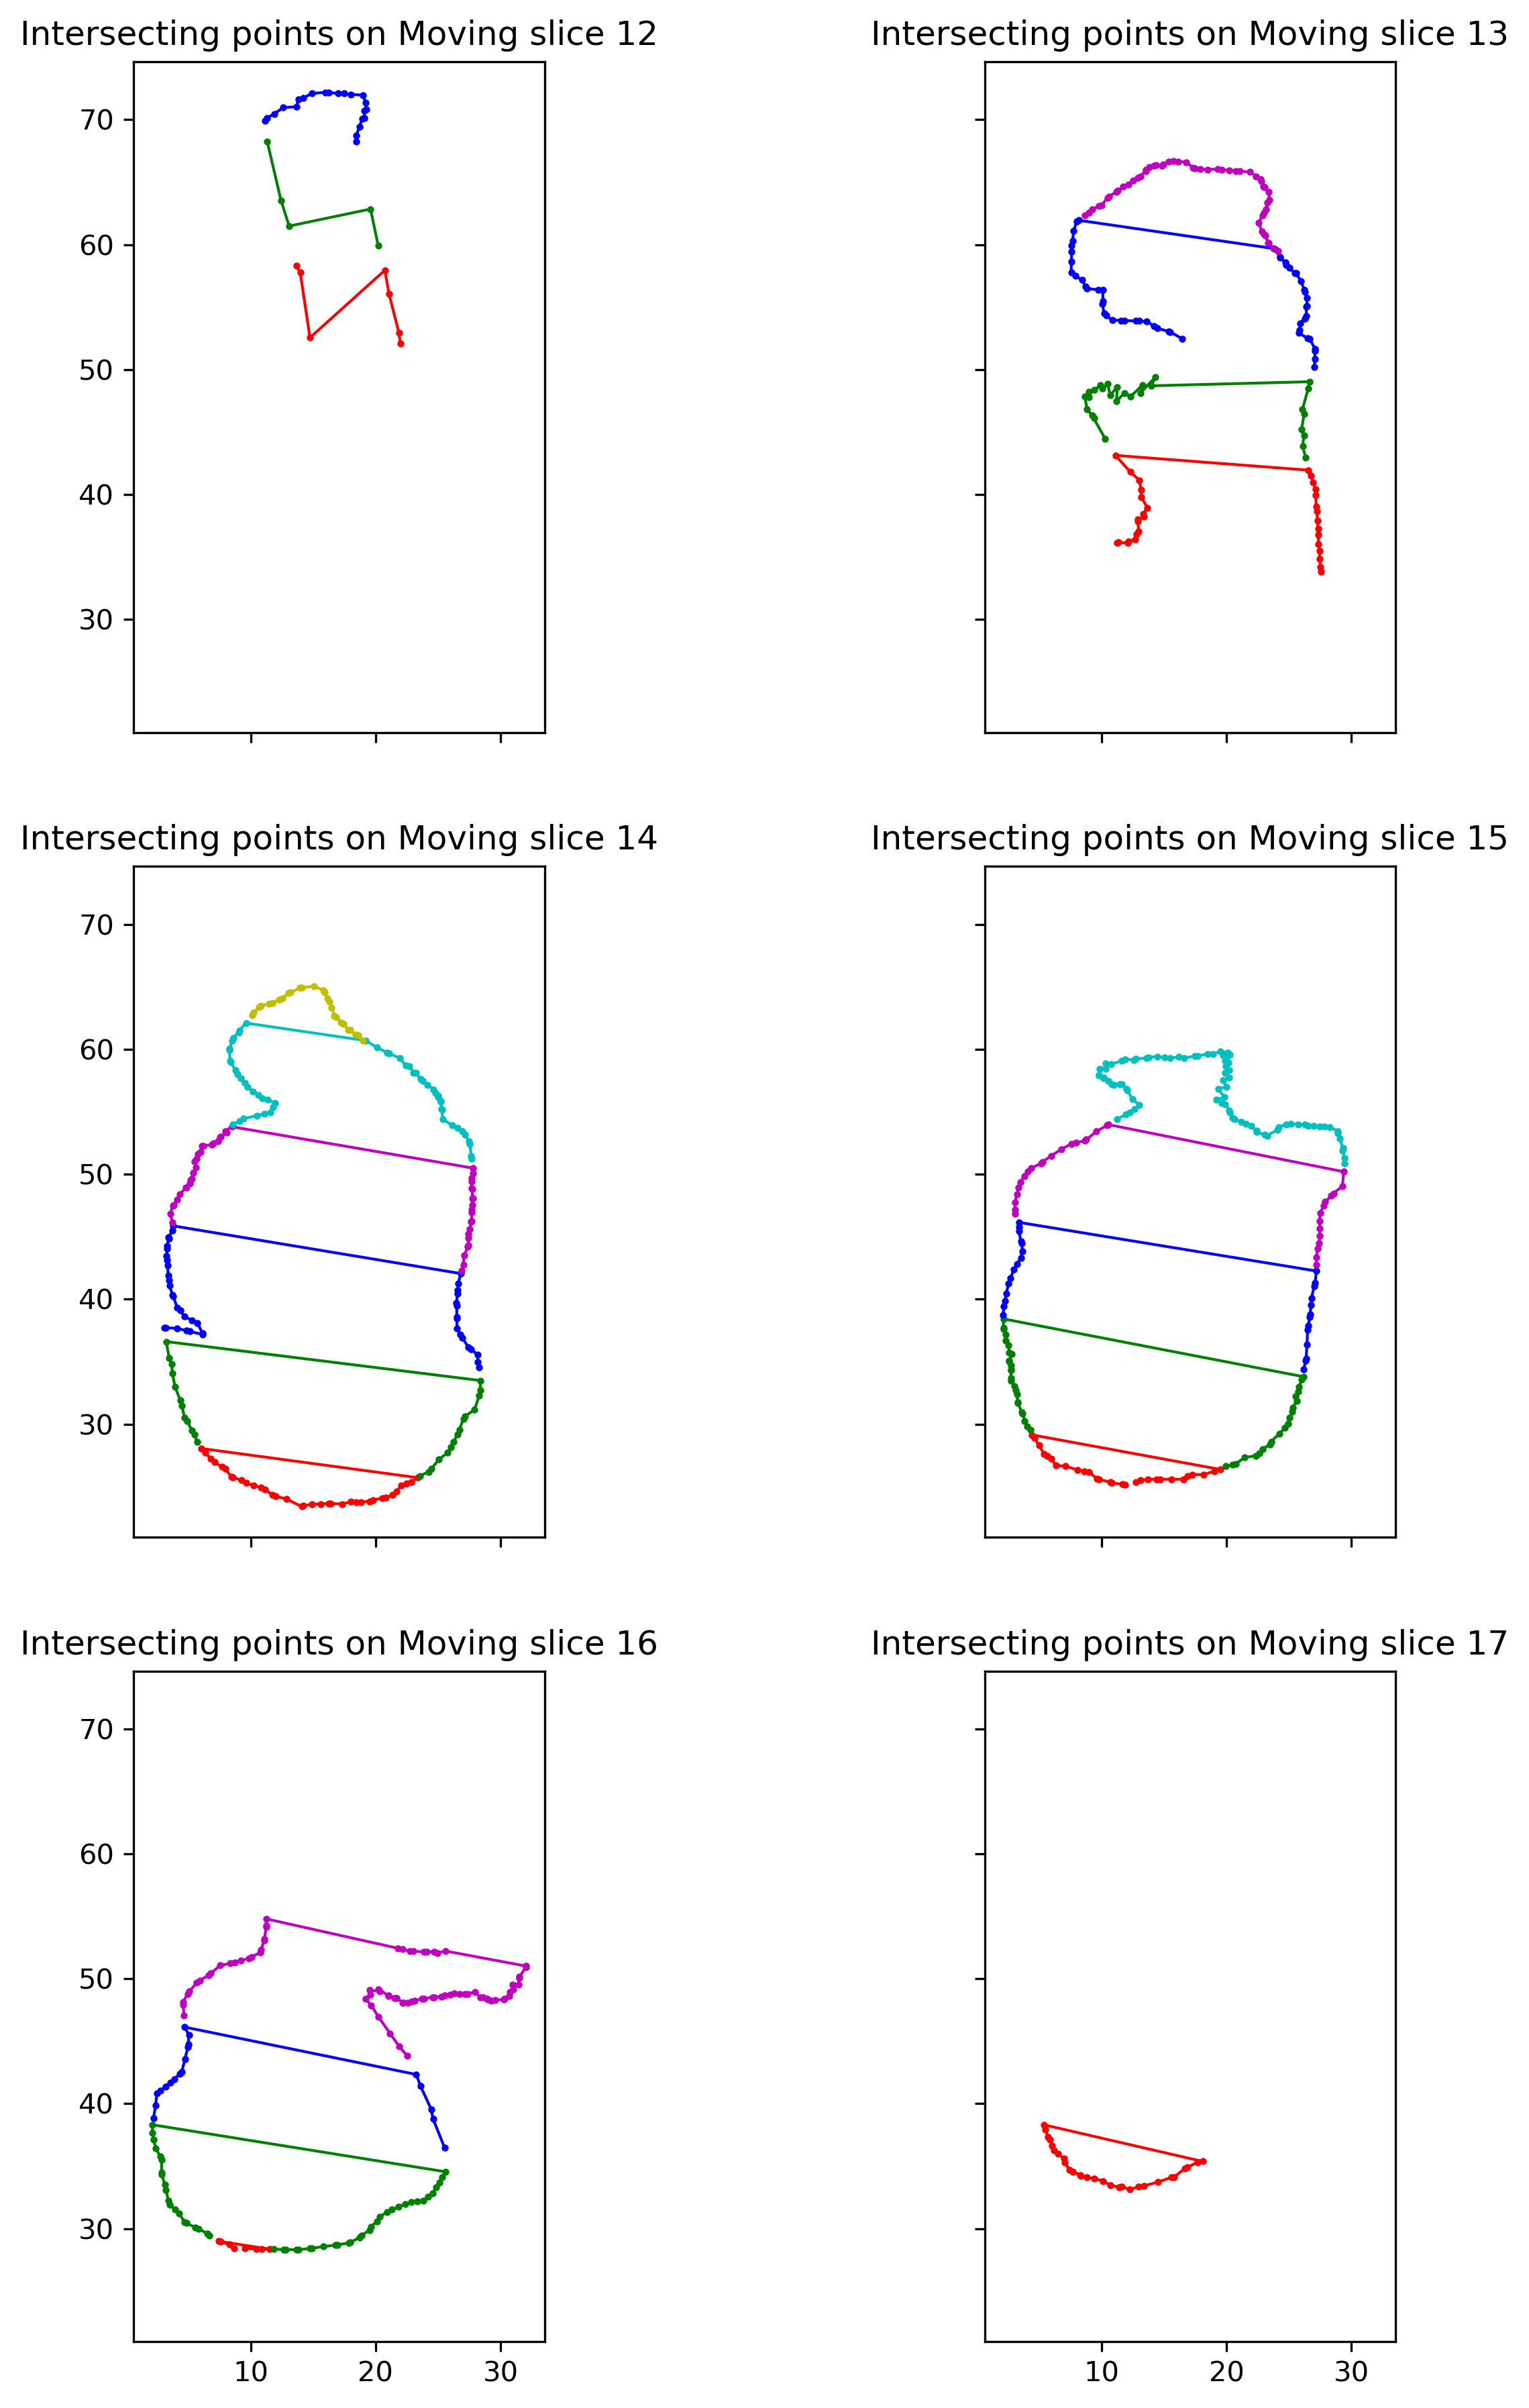 Intersecting points on Moving slice 12
Intersecting points on Moving slice 13
70
60
50
40
30
Intersecting points on Moving slice 14
Intersecting points on Moving slice 15
70
60
50
40
30
Intersecting points on Moving slice 16
Intersecting points on Moving slice 17
70
60
50
40
30
10 20 30
10 20 30